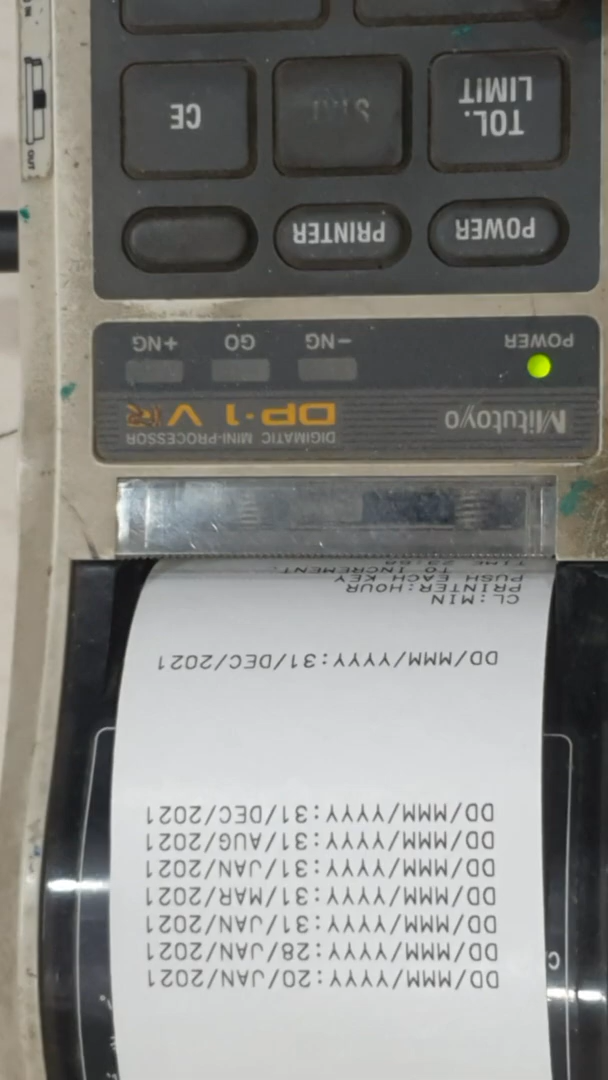 DD/MMM/YYYY:20/JAN/2021
DD/MMM/YYYY:28/JAN/2021
DD/MMM/YYYY:31/JAN/2021
DD/MMM/YYYY:31/MAR/2021
DD/MMM/YYYY:31/JAN/2021
DD/MMM/YYYY:31/AUG/2021
DD/MMM/YYYY:31/DEC/2021
DD/MMM/YYYY:31/DEC/2021
CL:MIN
PRINTER:HOUR
PUSH EACH KEY
TO INCREMENT.
TIME
Mitutoyo
DIGIMATIC MINI-PROCESSOR
DP-1 VR
POWER
-NG GO +NG
POWER PRINTER
TOL.
LIMIT
STAT
CE
OUT